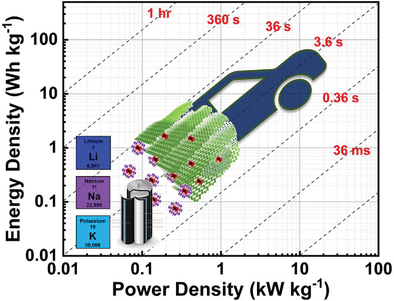 1 hr
360 s
36 s
3.6 s
0.36 s
36 ms
Energy Density (Wh kg⁻¹)
100
10
1
0.1
0.01
Lithium
3
Li
6,941
Natrium
11
Na
22,990
Potassium
19
K
39,098
0.01
0.1
1
10
100
Power Density (kW kg⁻¹)